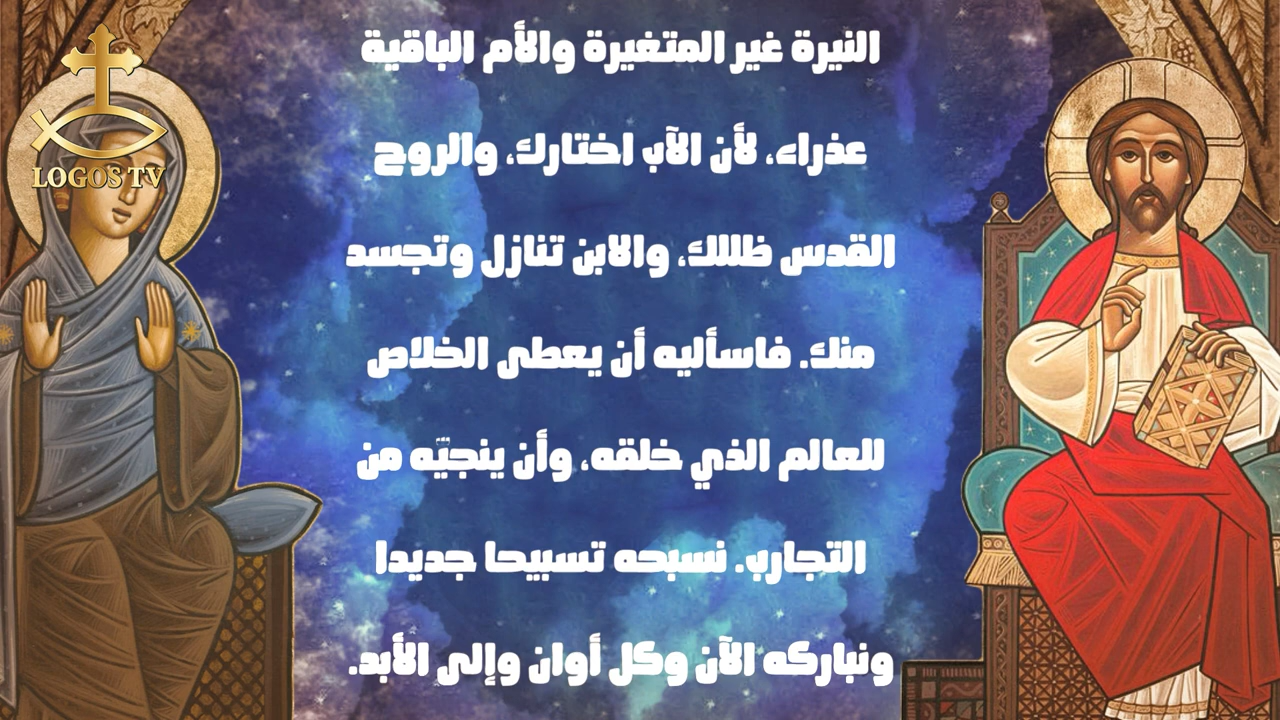 LOGOS TV
النيرة غير المتغيرة والأم الباقية
عذراء، لأن الآب اختارك، والروح
القدس ظللك، والابن تنازل وتجسد
منك. فاسأليه أن يعطى الخلاص
للعالم الذي خلقه، وأن ينجيّه من
التجارب. نسبحه تسبيحا جديدا
ونباركه الآن وكل أوان وإلى الأبد.